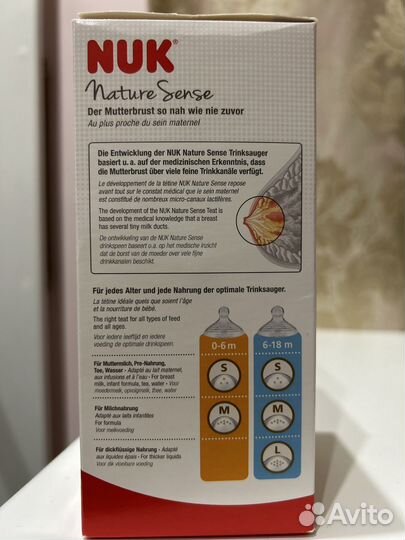 NUK®
Nature Sense
Der Mutterbrust so nah wie nie zuvor
Au plus proche du sein maternel
Die Entwicklung der NUK Nature Sense Trinksauger
basiert u. a. auf der medizinischen Erkenntnis, dass
die Mutterbrust über viele feine Trinkkanäle verfügt.
Le développement de la tétine NUK Nature Sense repose
avant tout sur le constat médical que le sein maternel
est constitué de nombreux micro-canaux lactifères.
The development of the NUK Nature Sense Teat is
based on the medical knowledge that a breast
has several tiny milk ducts.
De ontwikkeling van de NUK Nature Sense
drinkspeen baseert o.a. op het medische inzicht
dat de borst van de moeder over vele fijne
drinkkanalen beschikt.
Für jedes Alter und jede Nahrung der optimale Trinksauger.
La tétine idéale quels que soient l'âge
et la nourriture de bébé.
The right teat for all types of feed
and all ages.
Voor iedere leeftijd en iedere
voeding de optimale drinkspeen.
0-6 m
6-18 m
Für Muttermilch, Pre-Nahrung,
Tee, Wasser - Adapté au lait maternel,
aux infusions et à l'eau - For breast
milk, infant formula, tea, water - Voor
moedermelk, opvolgmelk, thee, water
S
S
Für Milchnahrung
Adapté aux laits infantiles
For formula
Voor melkvoeding
M
M
Für dickflüssige Nahrung - Adapté
aux liquides épais - For thicker liquids
Voor de vloeibare voeding
L
Avito